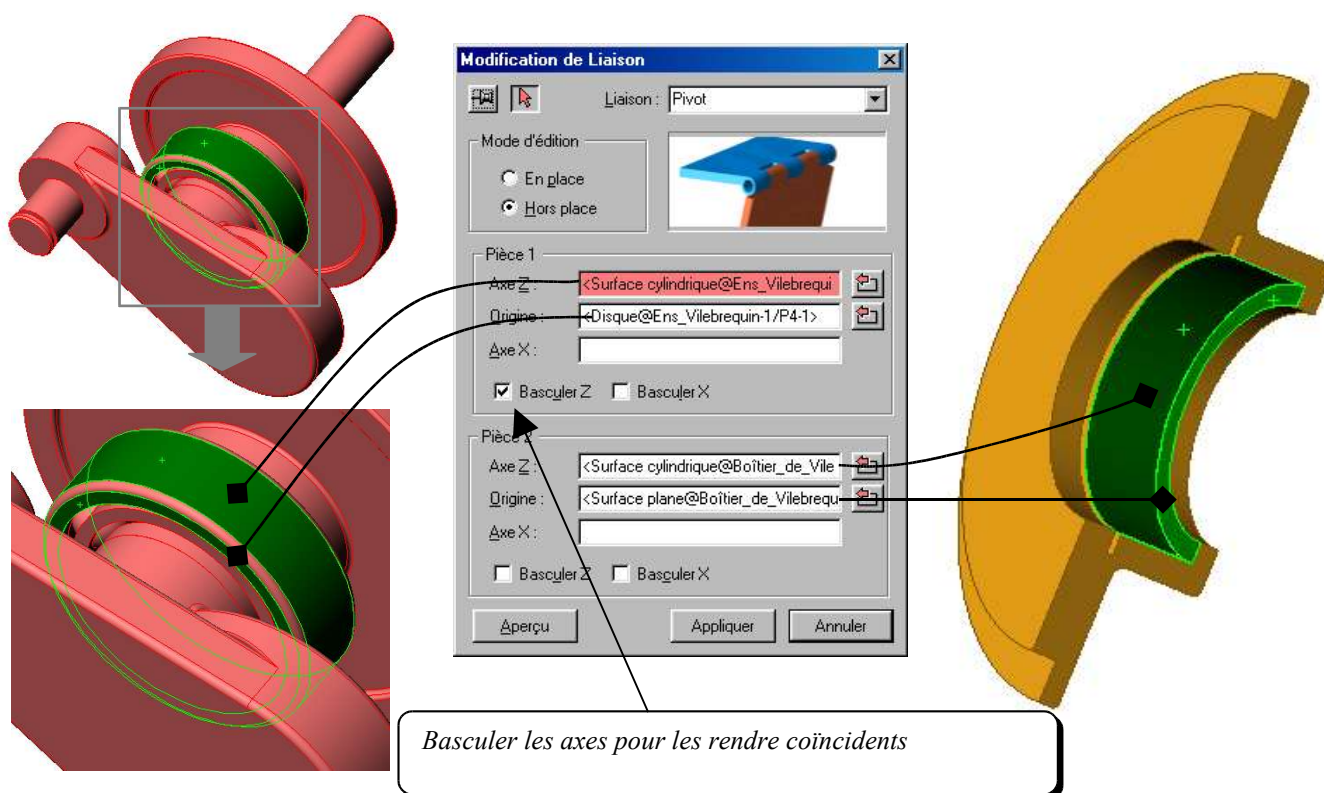 Modification de Liaison
Liaison : Pivot
Mode d'édition
En place
Hors place
Pièce 1
Axe Z : <Surface cylindrique@Ens_Vilebrequi
Origine : <Disque@Ens_Vilebrequin-1/P4-1>
Axe X :
Basculer Z Basculer X
Pièce 2
Axe Z : <Surface cylindrique@Boîtier_de_Vile
Origine : <Surface plane@Boîtier_de_Vilebrequ
Axe X :
Basculer Z Basculer X
Aperçu Appliquer Annuler
Basculer les axes pour les rendre coïncidents